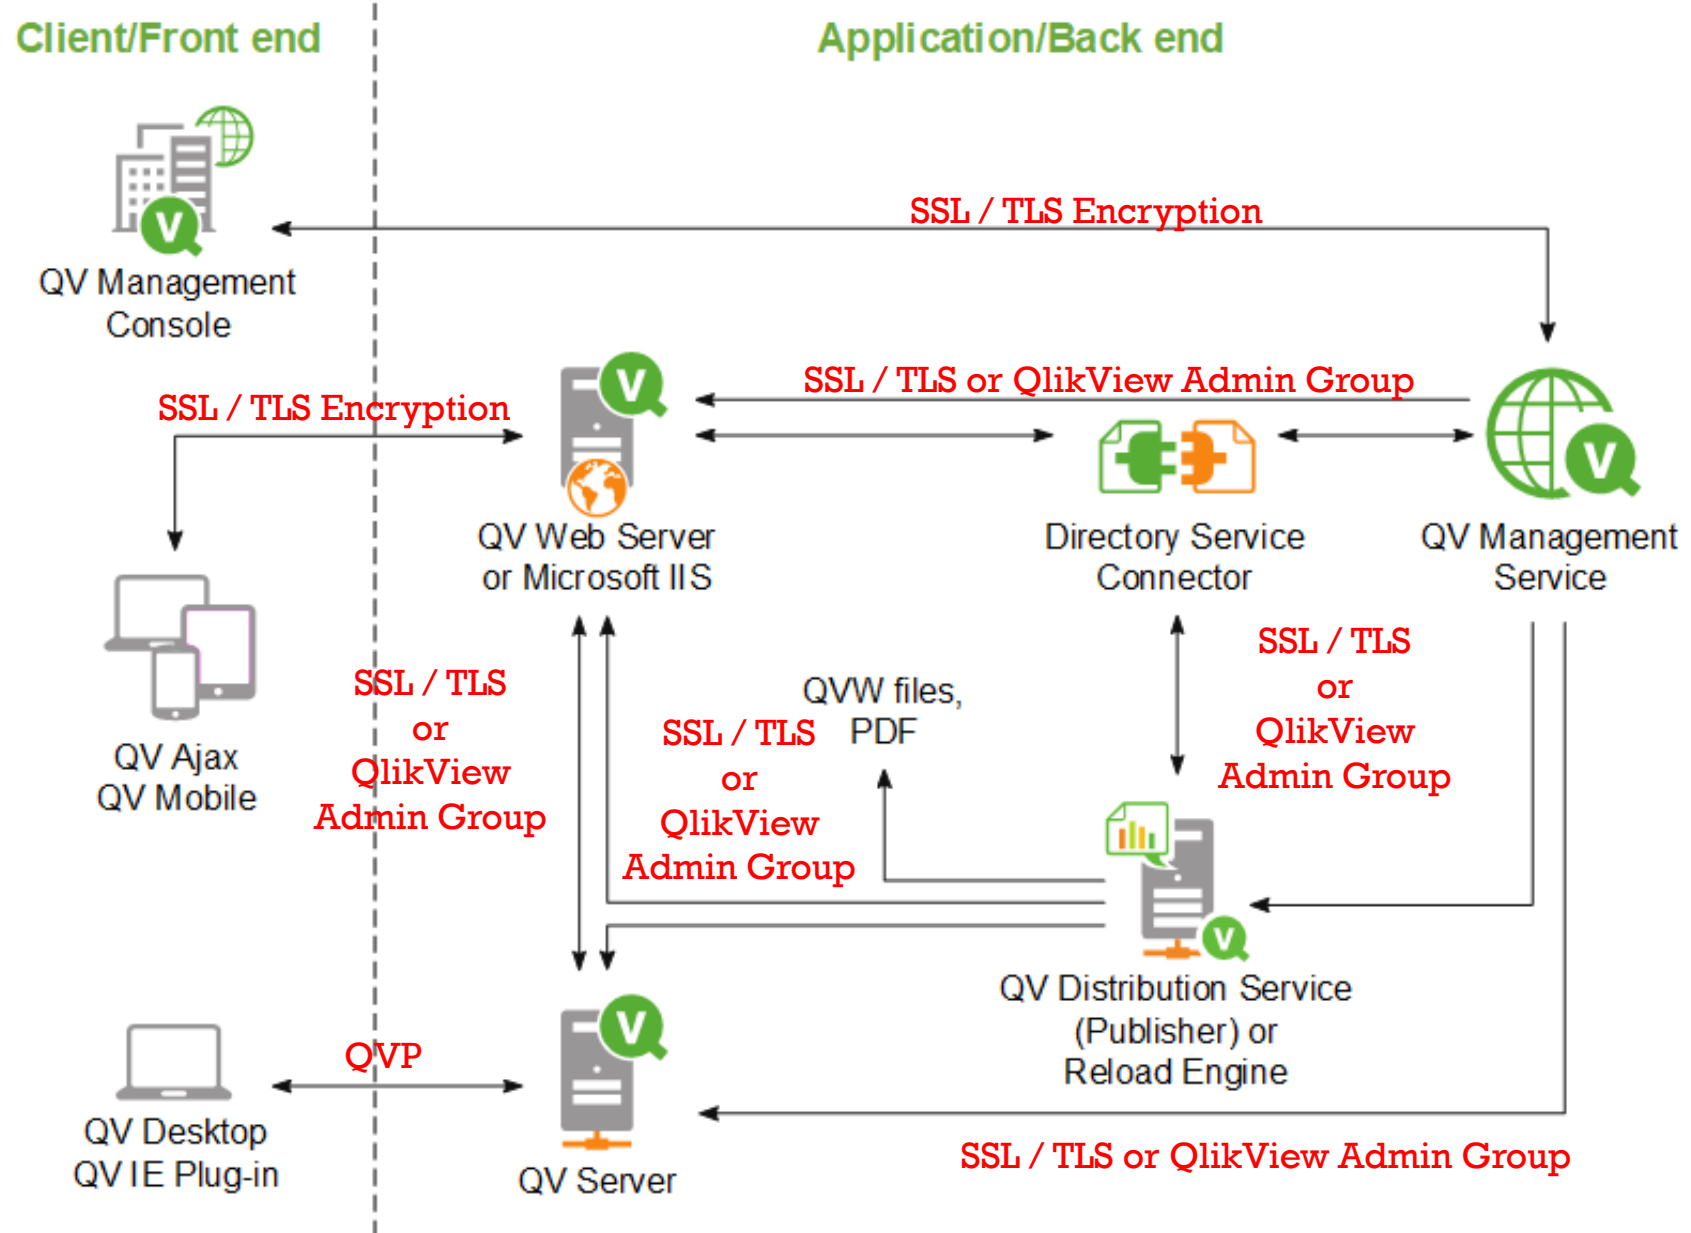 Client/Front end
Application/Back end
SSL / TLS Encryption
QV Management
Console
SSL / TLS or QlikView Admin Group
SSL / TLS Encryption
QV Web Server
or Microsoft IIS
Directory Service
Connector
QV Management
Service
SSL / TLS
or
QlikView
Admin Group
SSL / TLS
or
QlikView
Admin Group
QVW files,
PDF
SSL / TLS
or
QlikView
Admin Group
QV Ajax
QV Mobile
QV Distribution Service
(Publisher) or
Reload Engine
QVP
QV Desktop
QV IE Plug-in
QV Server
SSL / TLS or QlikView Admin Group
V
V
V
V
V